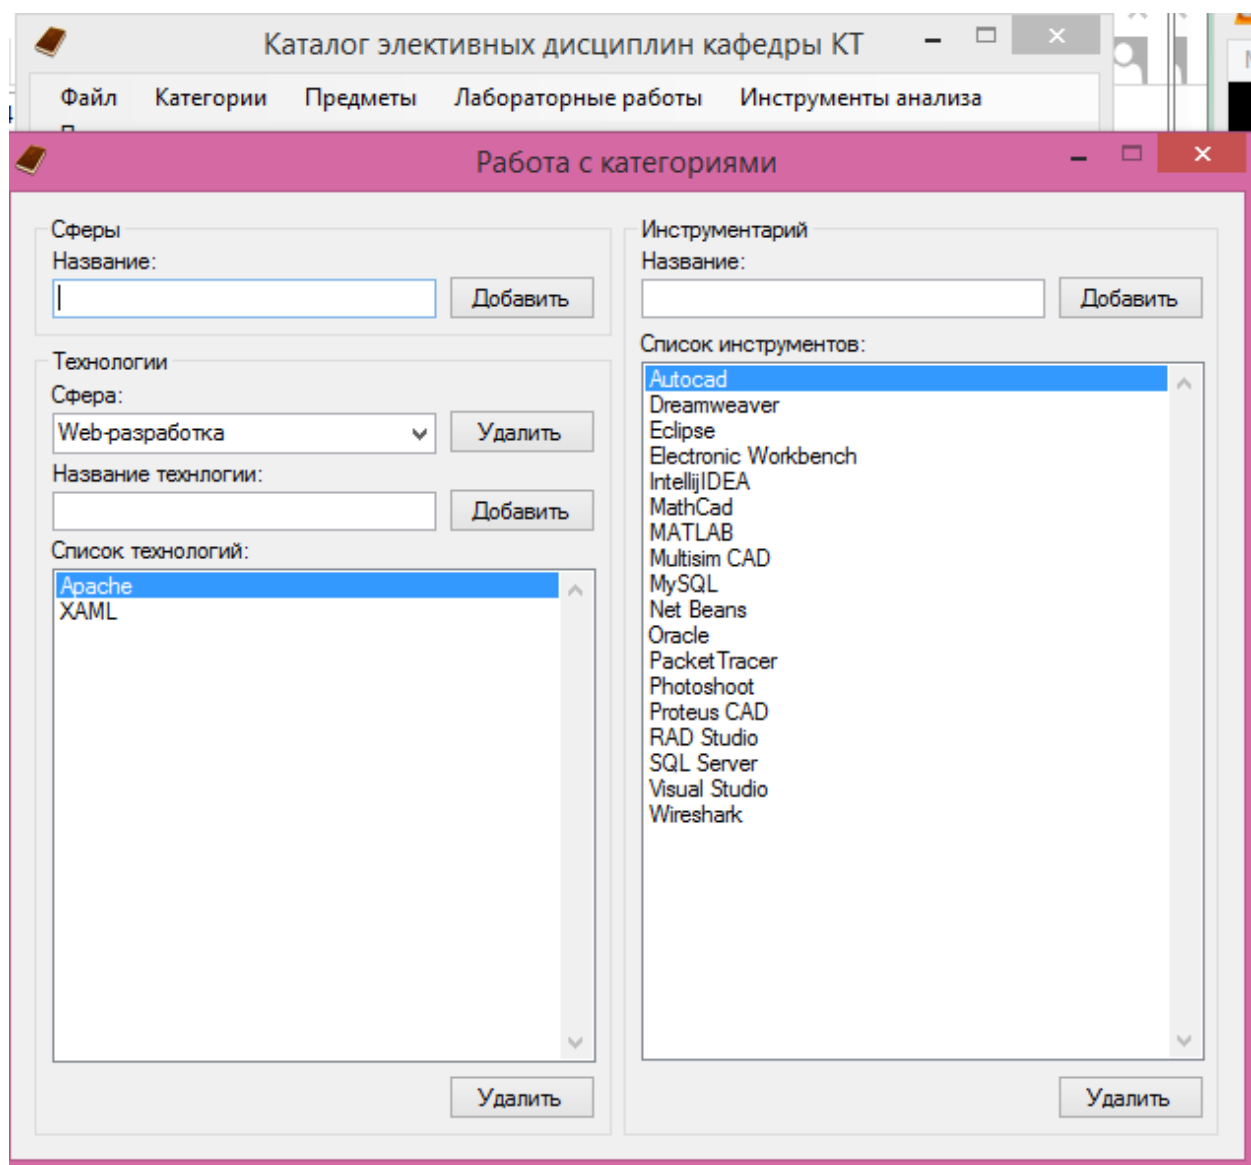 Каталог элективных дисциплин кафедры КТ
Файл Категории Предметы Лабораторные работы Инструменты анализа
Работа с категориями
Сферы
Название:
Добавить
Технологии
Сфера:
Web-разработка Удалить
Название технлогии:
Добавить
Список технологий:
Apache
XAML
Удалить
Инструментарий
Название:
Добавить
Список инструментов:
Autocad
Dreamweaver
Eclipse
Electronic Workbench
IntellijIDEA
MathCad
MATLAB
Multisim CAD
MySQL
Net Beans
Oracle
PacketTracer
Photoshoot
Proteus CAD
RAD Studio
SQL Server
Visual Studio
Wireshark
Удалить